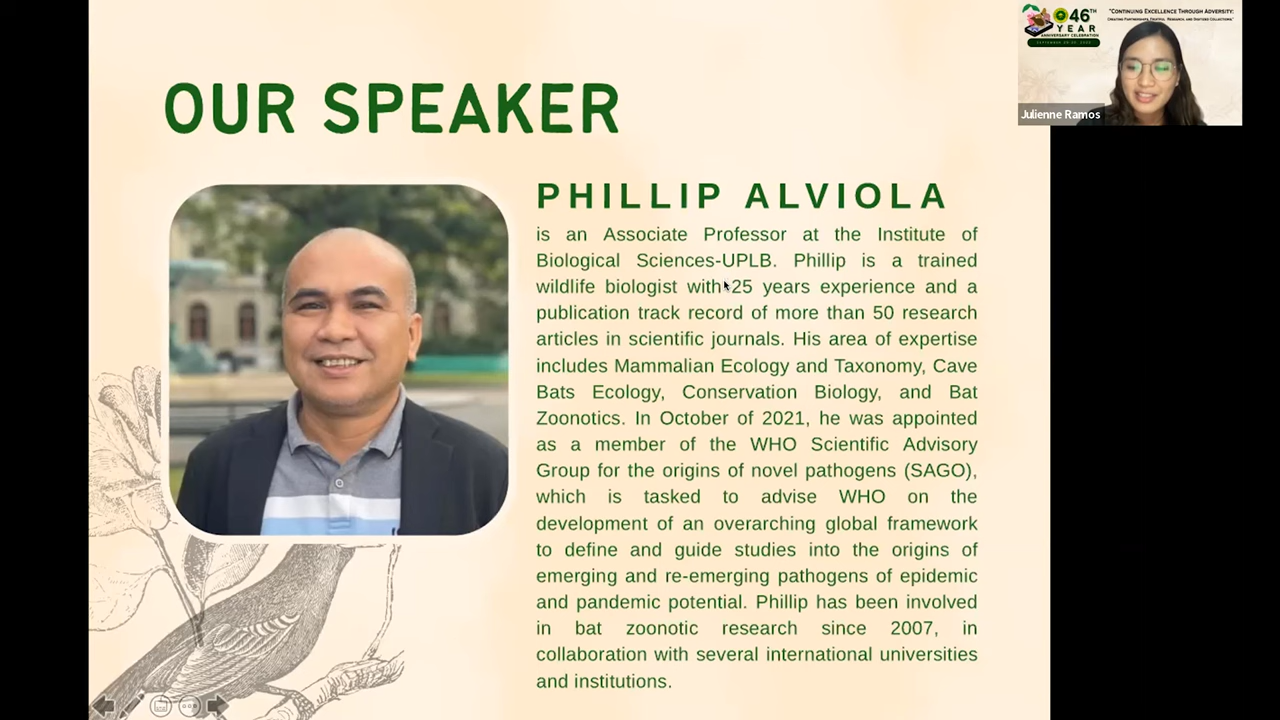 OUR SPEAKER
PHILLIP ALVIOLA
is an Associate Professor at the Institute of
Biological Sciences-UPLB. Phillip is a trained
wildlife biologist with 25 years experience and a
publication track record of more than 50 research
articles in scientific journals. His area of expertise
includes Mammalian Ecology and Taxonomy, Cave
Bats Ecology, Conservation Biology, and Bat
Zoonotics. In October of 2021, he was appointed
as a member of the WHO Scientific Advisory
Group for the origins of novel pathogens (SAGO),
which is tasked to advise WHO on the
development of an overarching global framework
to define and guide studies into the origins of
emerging and re-emerging pathogens of epidemic
and pandemic potential. Phillip has been involved
in bat zoonotic research since 2007, in
collaboration with several international universities
and institutions.
46TH
YEAR
ANNIVERSARY CELEBRATION
"CONTINUING EXCELLENCE THROUGH ADVERSITY:
Julienne Ramos